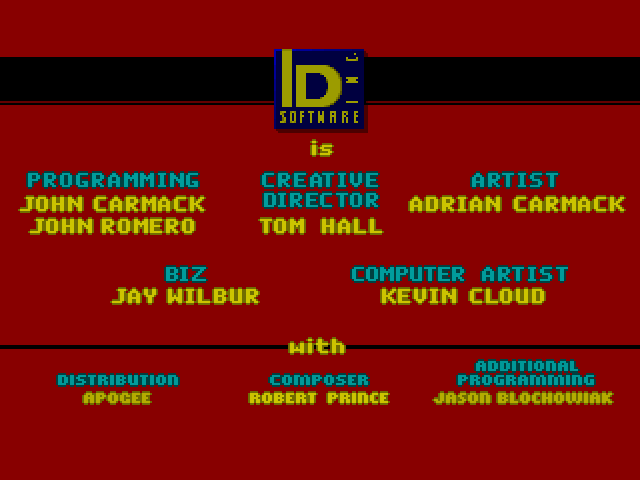 ID
INC.
SOFTWARE
is
PROGRAMMING
JOHN CARMACK
JOHN ROMERO
CREATIVE
DIRECTOR
TOM HALL
ARTIST
ADRIAN CARMACK
BIZ
JAY WILBUR
COMPUTER ARTIST
KEVIN CLOUD
with
DISTRIBUTION
APOGEE
COMPOSER
ROBERT PRINCE
ADDITIONAL
PROGRAMMING
JASON BLOCHOWIAK